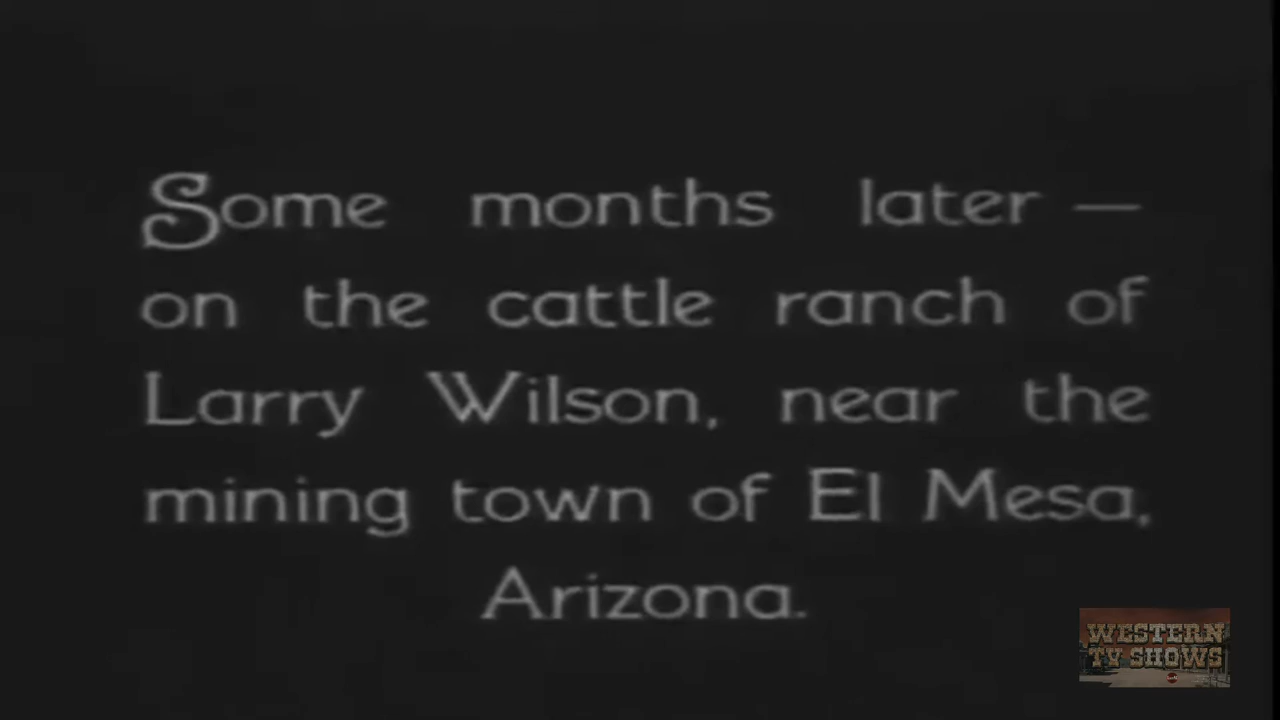 Some months later —
on the cattle ranch of
Larry Wilson, near the
mining town of El Mesa,
Arizona.
WESTERN
TV SHOWS